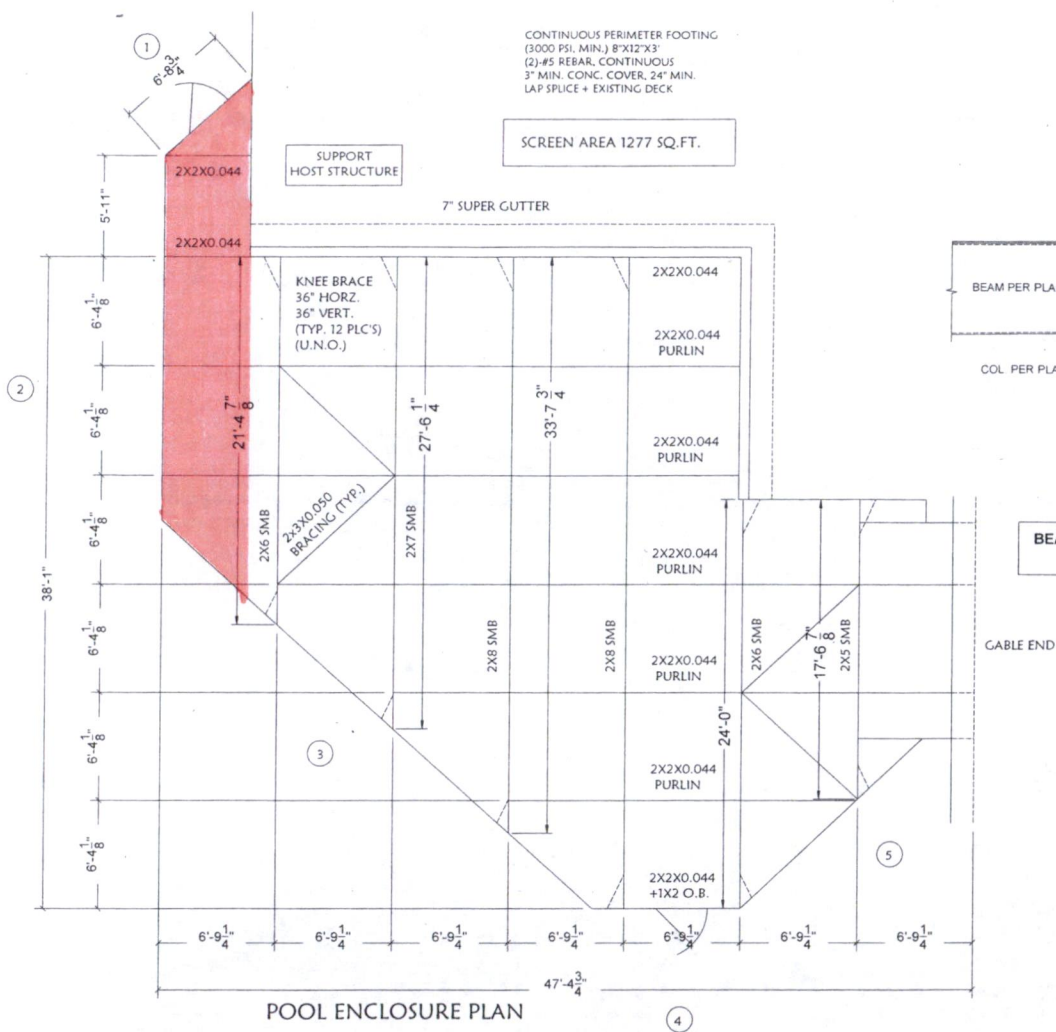 CONTINUOUS PERIMETER FOOTING
(3000 PSI, MIN.) 8"X12"X3'
(2)-#5 REBAR, CONTINUOUS
3" MIN. CONC. COVER, 24" MIN.
LAP SPLICE + EXISTING DECK
1
6'-8 3/4"
SCREEN AREA 1277 SQ.FT.
SUPPORT
HOST STRUCTURE
2X2X0.044
5'-11"
7" SUPER GUTTER
2X2X0.044
KNEE BRACE
36" HORZ.
36" VERT.
(TYP. 12 PLC'S)
(U.N.O.)
2X2X0.044
BEAM PER PLA
6'-4 1/8"
2X2X0.044
PURLIN
COL PER PLA
2
6'-4 1/8"
21'-4 7/8"
27'-6 1/4"
33'-7 3/4"
2X2X0.044
PURLIN
2X6 SMB
2x3X0.050
BRACING (TYP.)
2X7 SMB
6'-4 1/8"
2X2X0.044
PURLIN
BEA
38'-1"
6'-4 1/8"
2X8 SMB
2X8 SMB
2X2X0.044
PURLIN
2X6 SMB
17'-6 7/8"
2X5 SMB
GABLE END
24'-0"
3
6'-4 1/8"
2X2X0.044
PURLIN
6'-4 1/8"
5
2X2X0.044
+1X2 O.B.
6'-9 1/4"
6'-9 1/4"
6'-9 1/4"
6'-9 1/4"
6'-9 1/4"
6'-9 1/4"
6'-9 1/4"
47'-4 3/4"
POOL ENCLOSURE PLAN
4